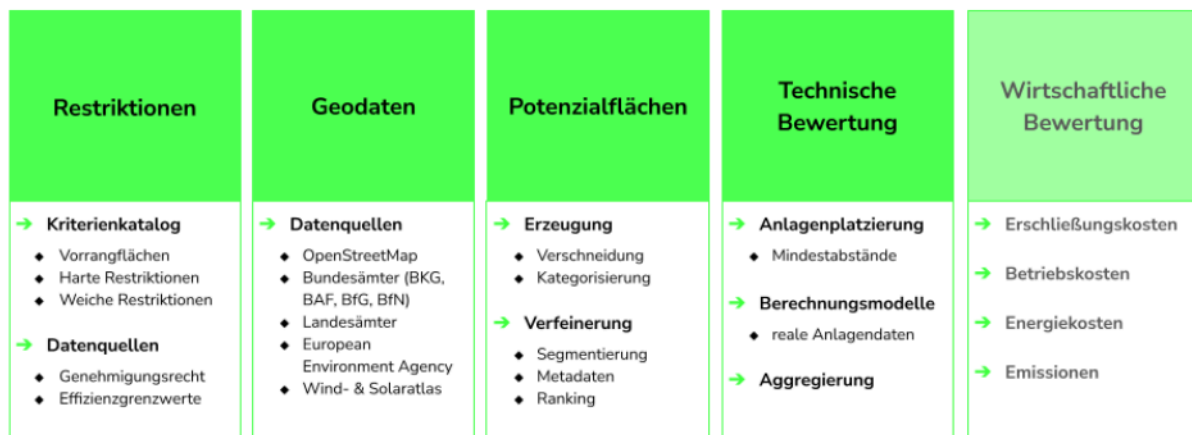 Restriktionen
Geodaten
Potenzialflächen
Technische
Bewertung
Wirtschaftliche
Bewertung
➔ Kriterienkatalog
◆ Vorrangflächen
◆ Harte Restriktionen
◆ Weiche Restriktionen
➔ Datenquellen
◆ Genehmigungsrecht
◆ Effizienzgrenzwerte
➔ Datenquellen
◆ OpenStreetMap
◆ Bundesämter (BKG,
BAF, BfG, BfN)
◆ Landesämter
◆ European
Environment Agency
◆ Wind- & Solaratlas
➔ Erzeugung
◆ Verschneidung
◆ Kategorisierung
➔ Verfeinerung
◆ Segmentierung
◆ Metadaten
◆ Ranking
➔ Anlagenplatzierung
◆ Mindestabstände
➔ Berechnungsmodelle
◆ reale Anlagendaten
➔ Aggregierung
➔ Erschließungskosten
➔ Betriebskosten
➔ Energiekosten
➔ Emissionen